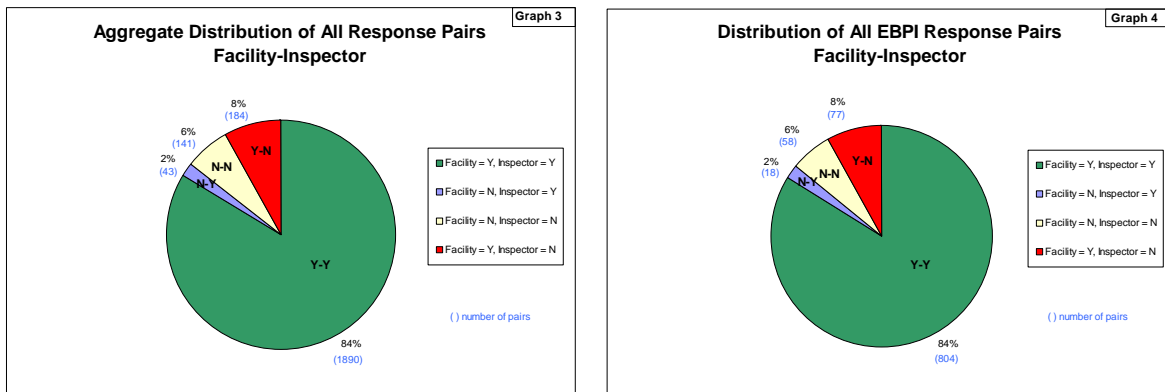 Graph 3
Aggregate Distribution of All Response Pairs
Facility-Inspector
8%
(184)
6%
(141)
2%
(43)
Y-N
N-N
N-Y
Y-Y
84%
(1890)
Facility = Y, Inspector = Y
Facility = N, Inspector = Y
Facility = N, Inspector = N
Facility = Y, Inspector = N
( ) number of pairs
Graph 4
Distribution of All EBPI Response Pairs
Facility-Inspector
8%
(77)
6%
(58)
2%
(18)
Y-N
N-N
N-Y
Y-Y
84%
(804)
Facility = Y, Inspector = Y
Facility = N, Inspector = Y
Facility = N, Inspector = N
Facility = Y, Inspector = N
( ) number of pairs